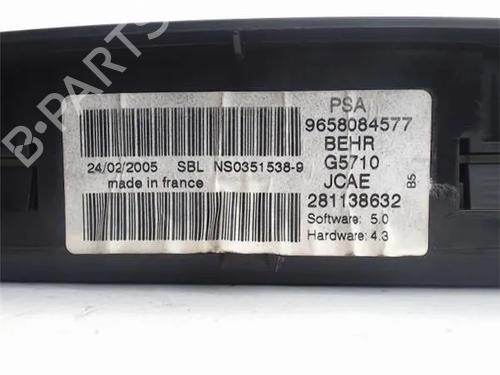 PSA
9658084577
BEHR
G5710
JCAE
281138632
Software: 5.0
Hardware: 4.3
B5
24/02/2005 SBL NS0351538-9
made in france
B-PARTS